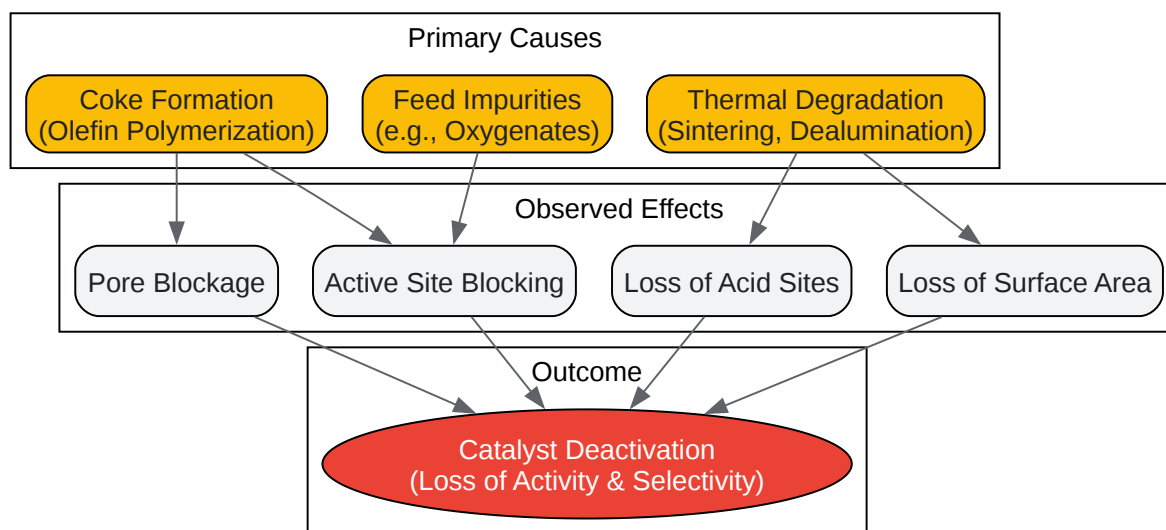 Primary Causes
Coke Formation
(Olefin Polymerization)
Feed Impurities
(e.g., Oxygenates)
Thermal Degradation
(Sintering, Dealumination)
Observed Effects
Pore Blockage
Active Site Blocking
Loss of Acid Sites
Loss of Surface Area
Outcome
Catalyst Deactivation
(Loss of Activity & Selectivity)